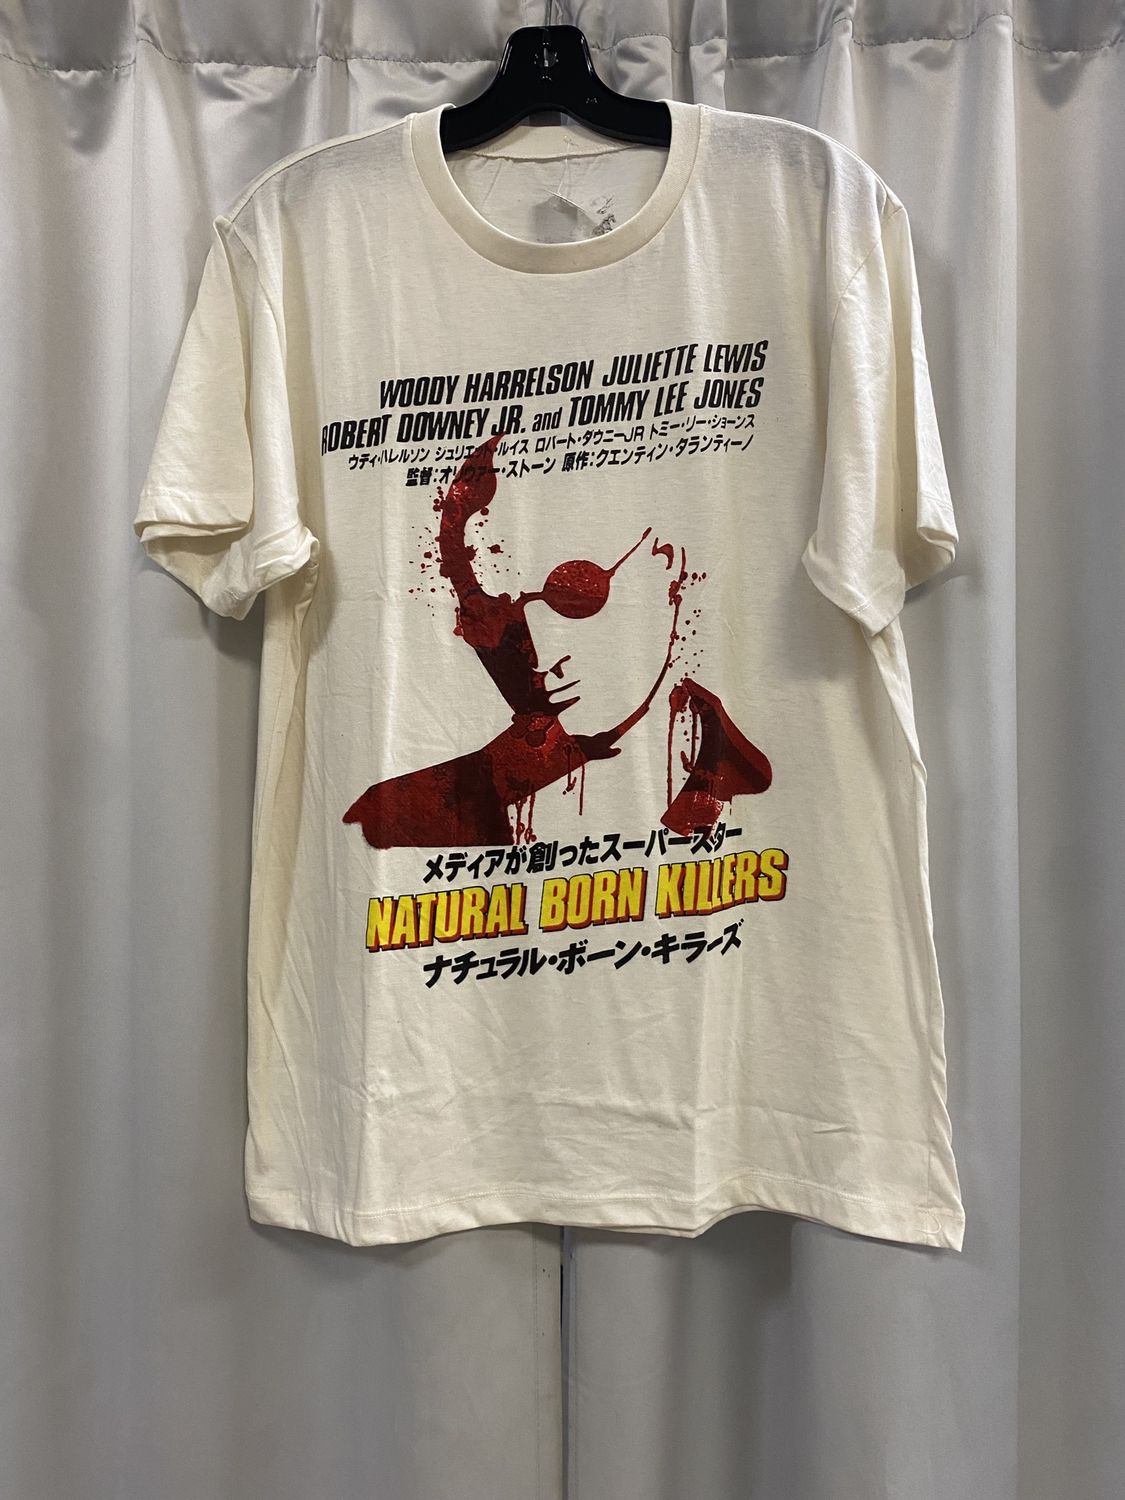 WOODY HARRELSON JULIETTE LEWIS
ROBERT DOWNEY JR. and TOMMY LEE JONES
ウディ・ハレルソン ジュリエット・ルイス ロバート・ダウニーJR トミー・リー・ジョーンズ
監督:オリヴァー・ストーン 原作:クエンティン・タランティーノ
メディアが創ったスーパースター
NATURAL BORN KILLERS
ナチュラル・ボーン・キラーズ